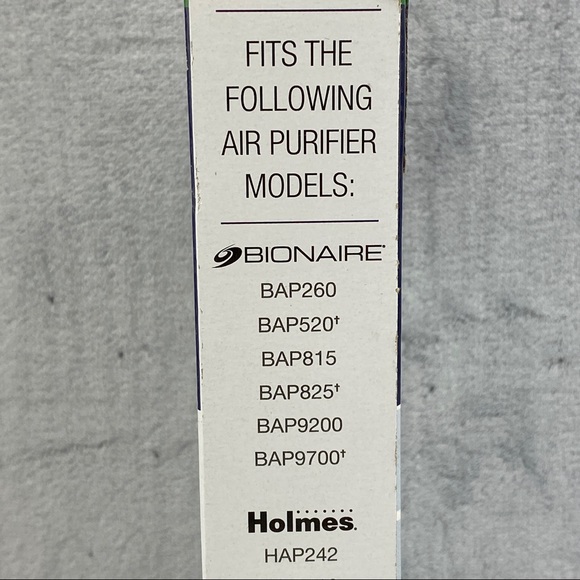 FITS THE
FOLLOWING
AIR PURIFIER
MODELS:
BIONAIRE®
BAP260
BAP520†
BAP815
BAP825†
BAP9200
BAP9700†
Holmes.
HAP242